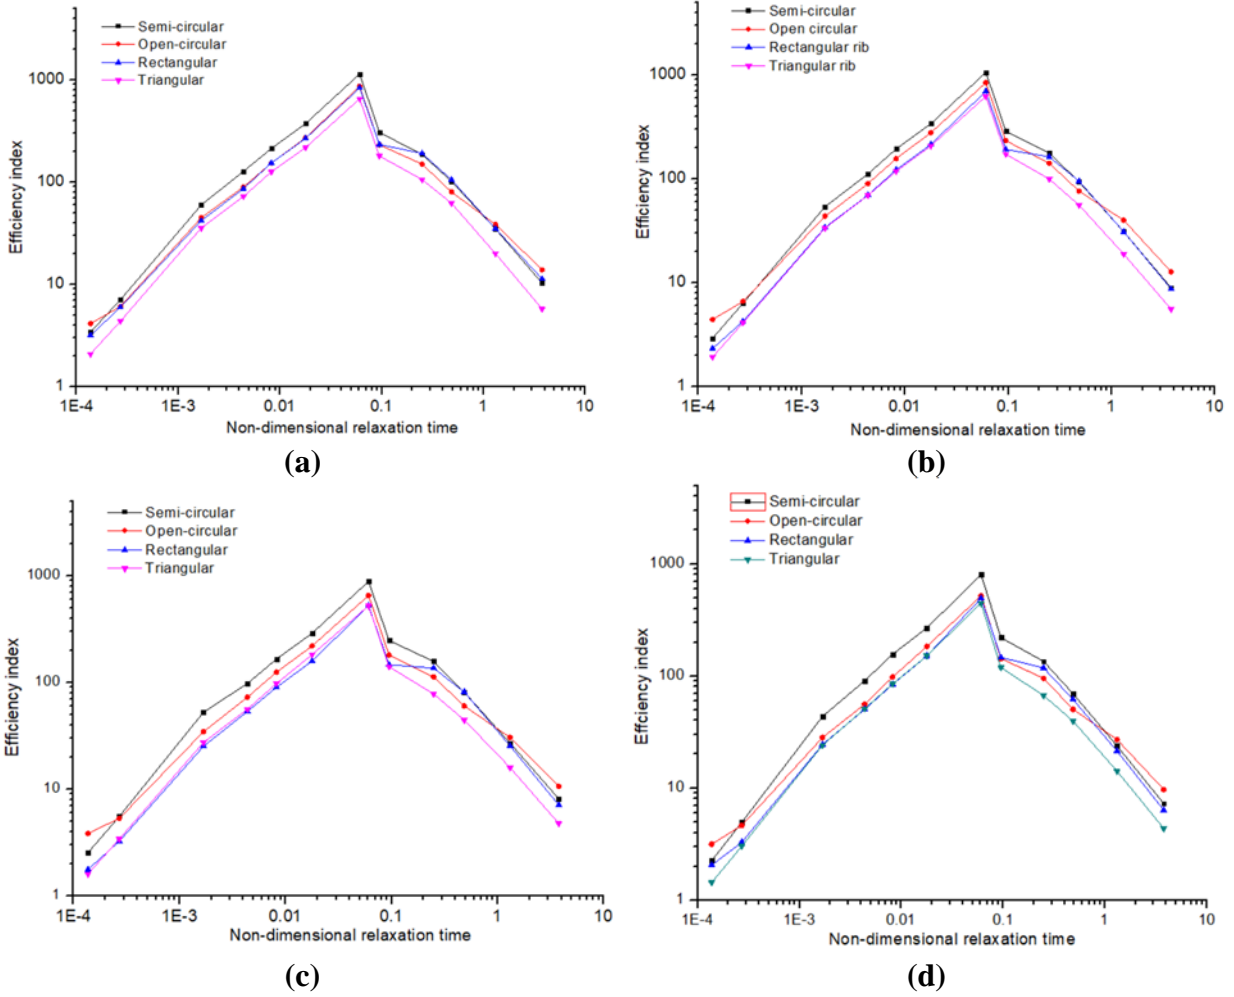 Semi-circular
Open-circular
Rectangular
Triangular
1000
100
10
1
Efficiency index
1E-4 1E-3 0.01 0.1 1 10
Non-dimensional relaxation time
(a)
Semi-circular
Open circular
Rectangular rib
Triangular rib
1000
100
10
1
Efficiency index
1E-4 1E-3 0.01 0.1 1 10
Non-dimensional relaxation time
(b)
Semi-circular
Open-circular
Rectangular
Triangular
1000
100
10
1
Efficiency index
1E-4 1E-3 0.01 0.1 1 10
Non-dimensional relaxation time
(c)
Semi-circular
Open-circular
Rectangular
Triangular
1000
100
10
1
Efficiency index
1E-4 1E-3 0.01 0.1 1 10
Non-dimensional relaxation time
(d)